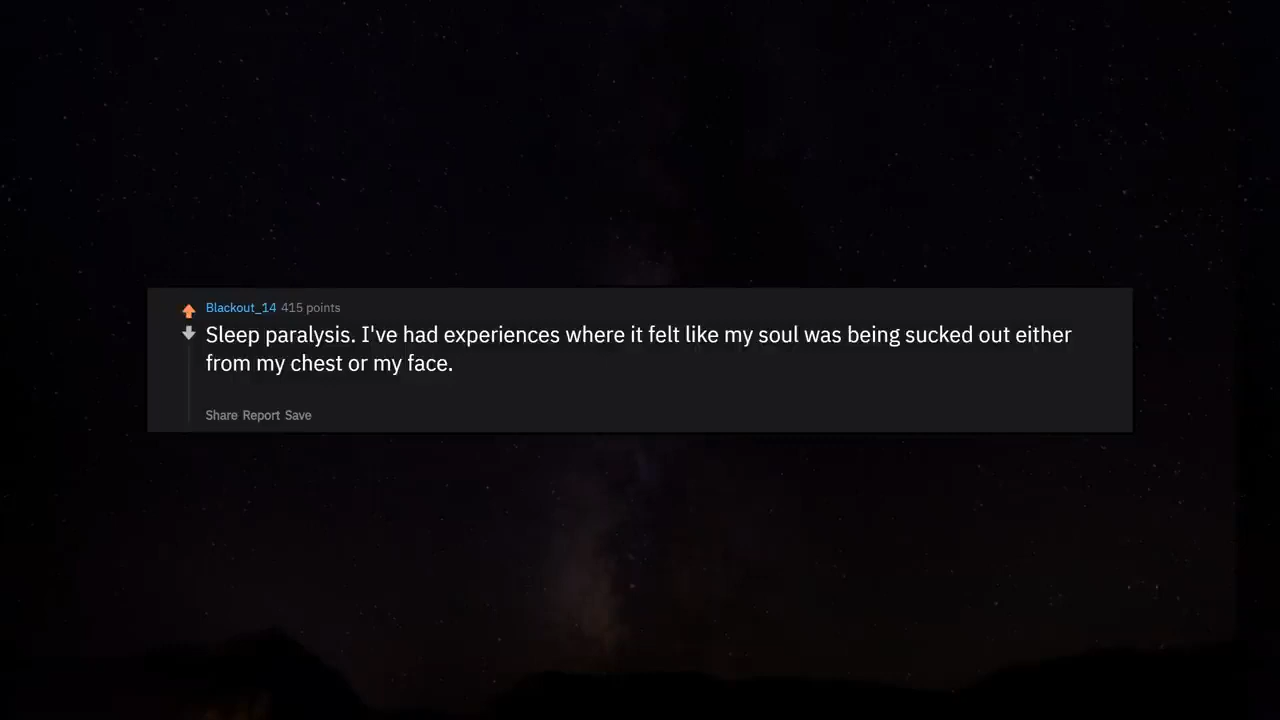 Blackout_14 415 points
Sleep paralysis. I've had experiences where it felt like my soul was being sucked out either
from my chest or my face.
Share Report Save